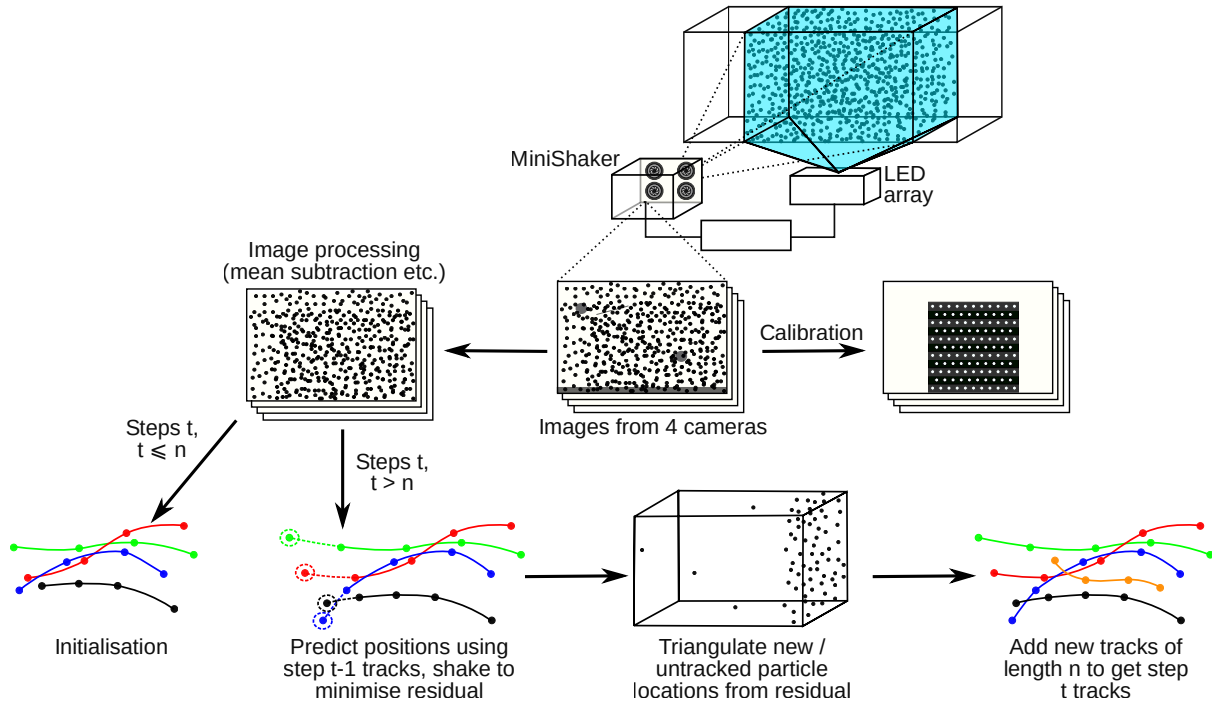 MiniShaker
LED
array
Image processing
(mean subtraction etc.)
Calibration
Images from 4 cameras
Steps t,
t ⩽ n
Steps t,
t > n
Initialisation
Predict positions using
step t-1 tracks, shake to
minimise residual
Triangulate new /
untracked particle
locations from residual
Add new tracks of
length n to get step
t tracks